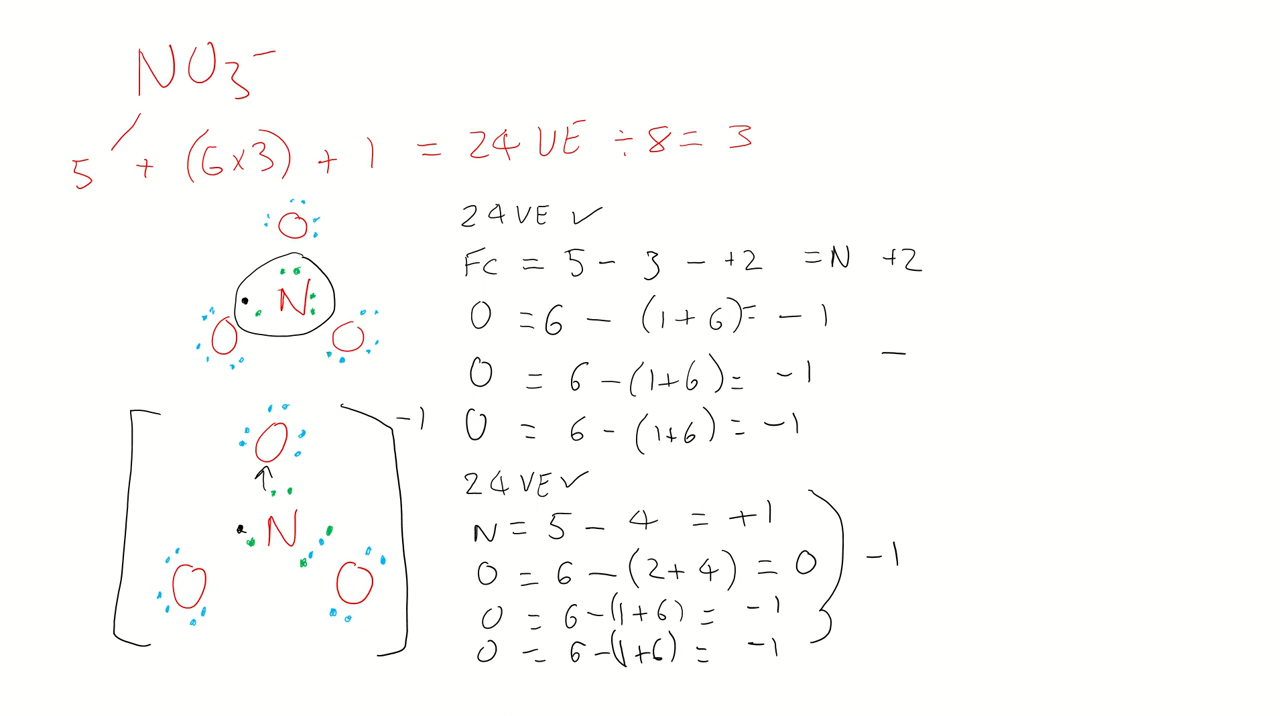 NO3-
5 + (6x3) + 1 = 24 VE ÷ 8 = 3
O
N
O O
24 VE ✓
FC = 5 - 3 - +2 = N +2
O = 6 - (1+6) = -1
O = 6 - (1+6) = -1 -
O = 6 - (1+6) = -1
-1
O
N
O O
24 VE ✓
N = 5 - 4 = +1
O = 6 - (2+4) = O -1
O = 6 - (1+6) = -1
O = 6 - (1+6) = -1